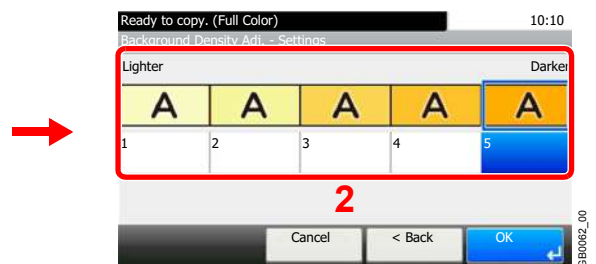 Ready to copy. (Full Color) 10:10
Background Density Adj. - Settings
Lighter Darker
A A A A A
1 2 3 4 5
2
Cancel < Back OK
GB0062_00